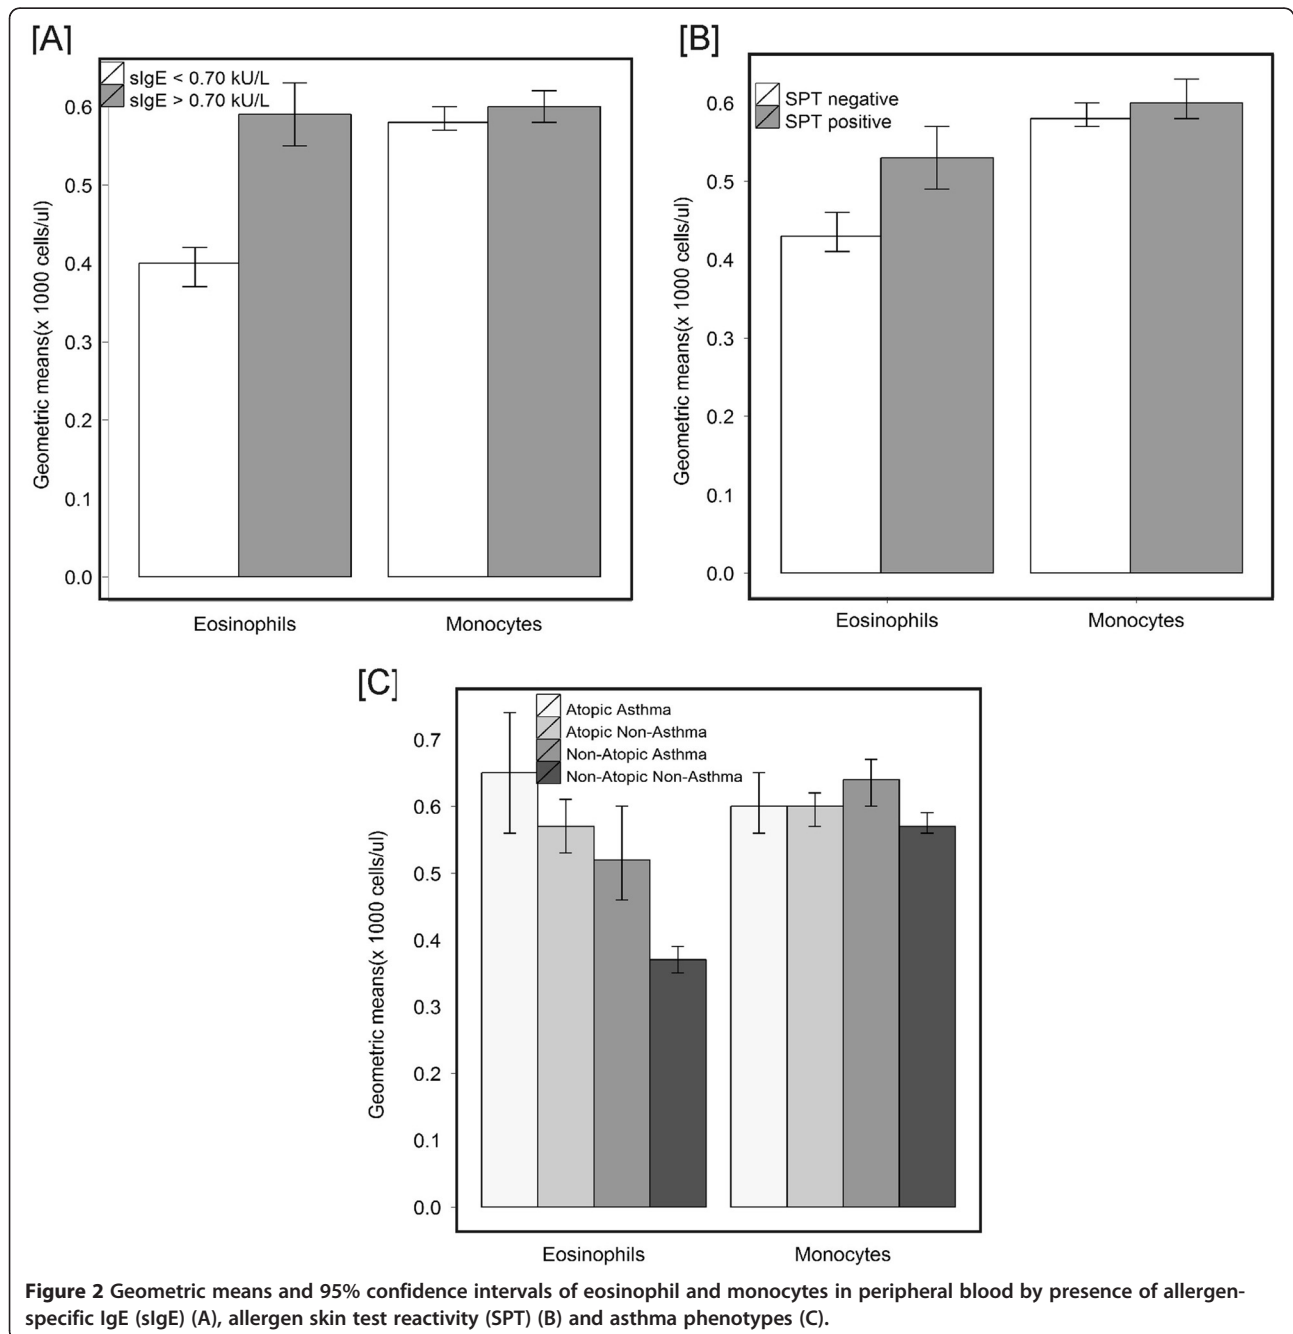 [A]
sIgE < 0.70 kU/L
sIgE > 0.70 kU/L
Geometric means(x 1000 cells/ul)
0.6
0.5
0.4
0.3
0.2
0.1
0.0
Eosinophils Monocytes
[B]
SPT negative
SPT positive
Geometric means(x 1000 cells/ul)
0.6
0.5
0.4
0.3
0.2
0.1
0.0
Eosinophils Monocytes
[C]
Atopic Asthma
Atopic Non-Asthma
Non-Atopic Asthma
Non-Atopic Non-Asthma
Geometric means(x 1000 cells/ul)
0.7
0.6
0.5
0.4
0.3
0.2
0.1
0.0
Eosinophils Monocytes
Figure 2 Geometric means and 95% confidence intervals of eosinophil and monocytes in peripheral blood by presence of allergen-
specific IgE (sIgE) (A), allergen skin test reactivity (SPT) (B) and asthma phenotypes (C).